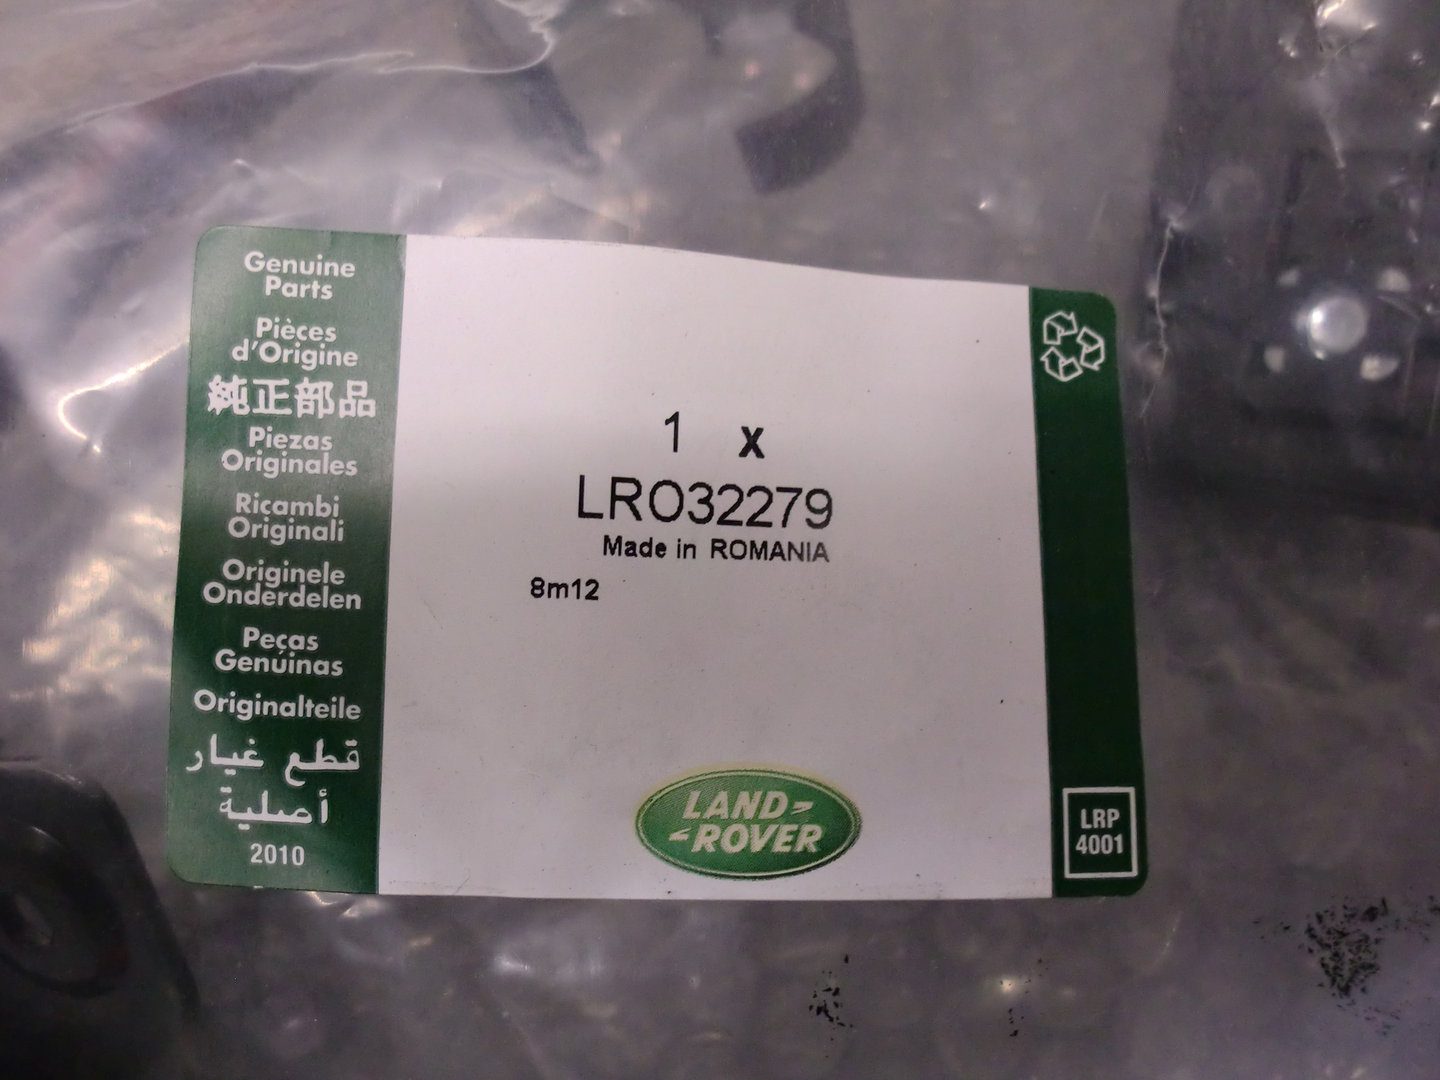 Genuine
Parts
Pièces
d'Origine
純正部品
Piezas
Originales
Ricambi
Originali
Originele
Onderdelen
Peças
Genúinas
Originalteile
قطع غيار
أصلية
2010
1 x
LR032279
Made in ROMANIA
8m12
LAND-
-ROVER
LRP
4001